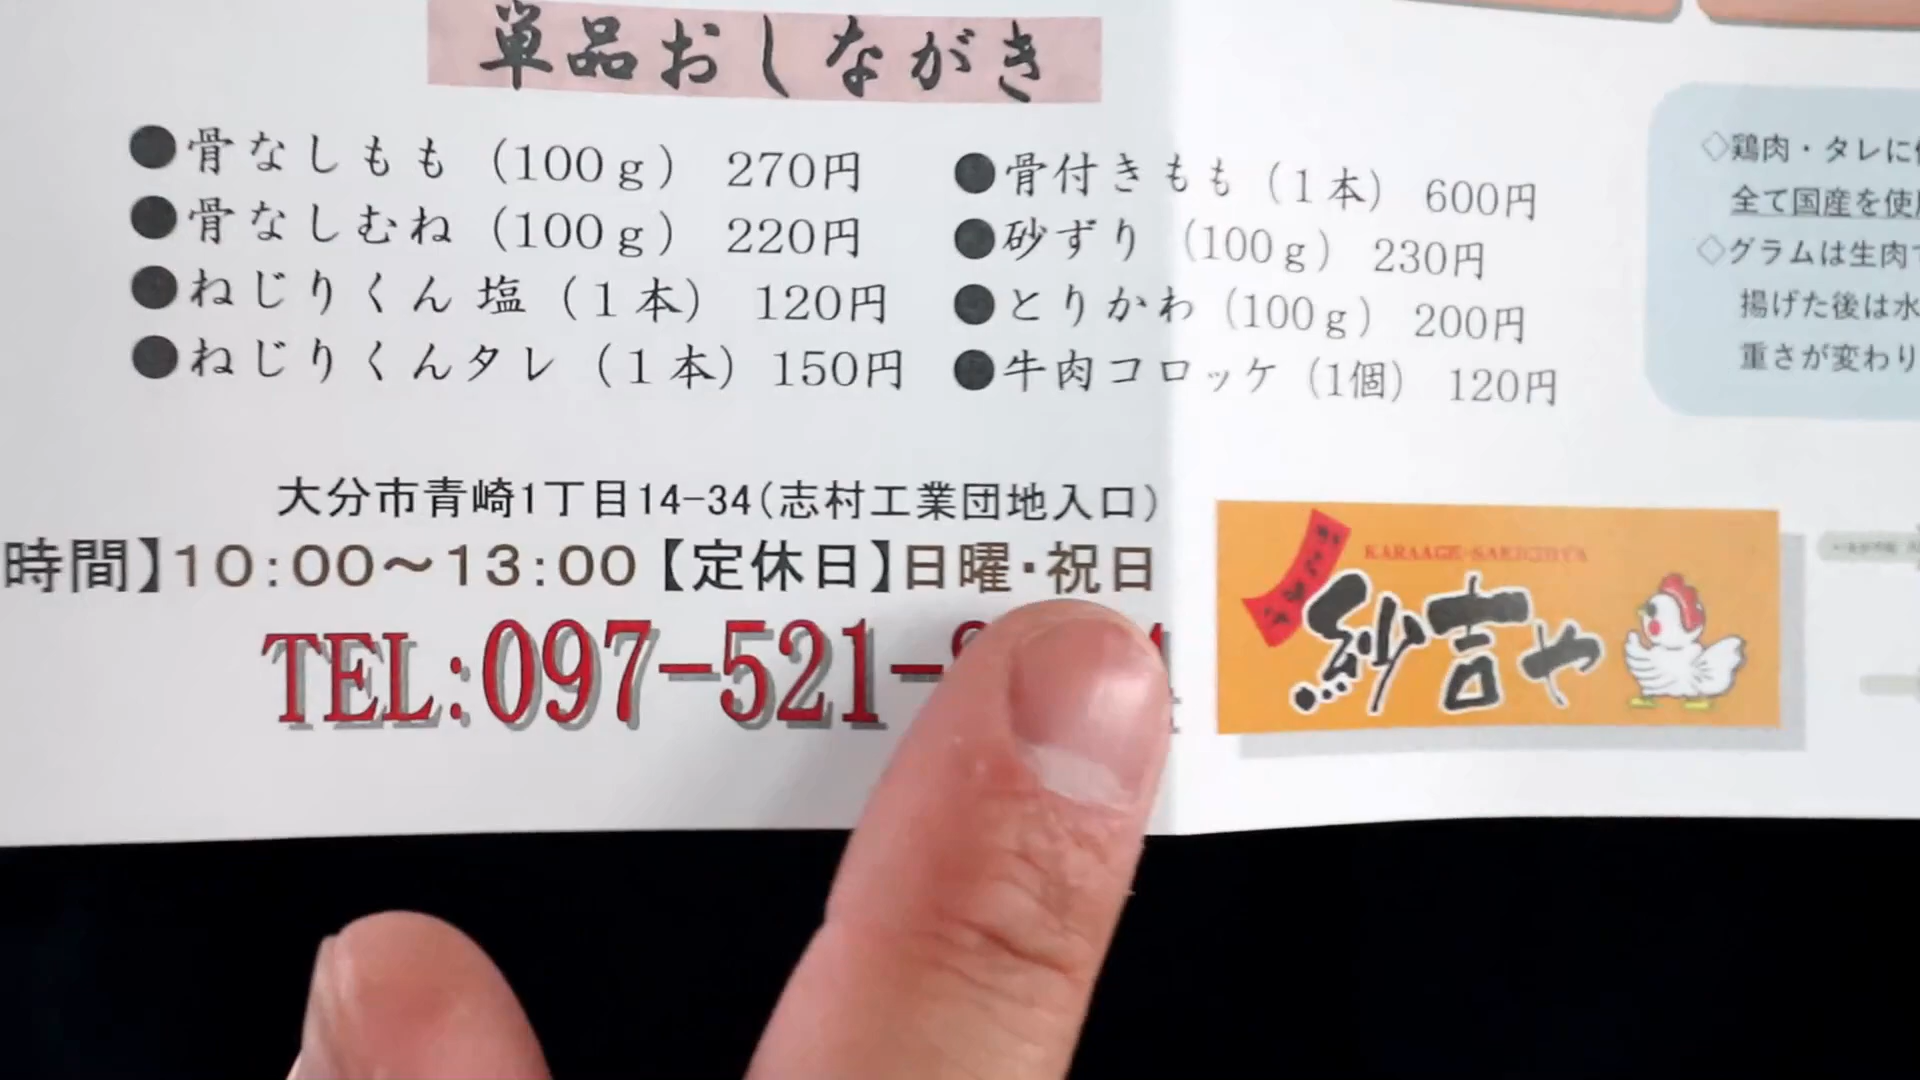 単品おしながき
●骨なしもも（100ｇ） 270円
●骨なしむね（100ｇ） 220円
●ねじりくん 塩（１本） 120円
●ねじりくんタレ（１本）150円
●骨付きもも（１本） 600円
●砂ずり（100ｇ） 230円
●とりかわ（100ｇ） 200円
●牛肉コロッケ（1個） 120円
◇鶏肉・タレに
全て国産を使
◇グラムは生肉
揚げた後は水
重さが変わり
大分市青崎1丁目14-34（志村工業団地入口）
時間】10:00～13:00【定休日】日曜・祝日
TEL:097-521-
からあげ
紗吉や